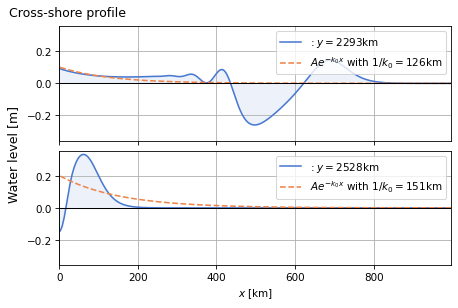 Cross-shore profile
0.2
0.0
−0.2
: y = 2293km
Ae^{−k₀x} with 1/k₀ = 126km
Water level [m]
0.2
0.0
−0.2
: y = 2528km
Ae^{−k₀x} with 1/k₀ = 151km
0 200 400 600 800
x [km]